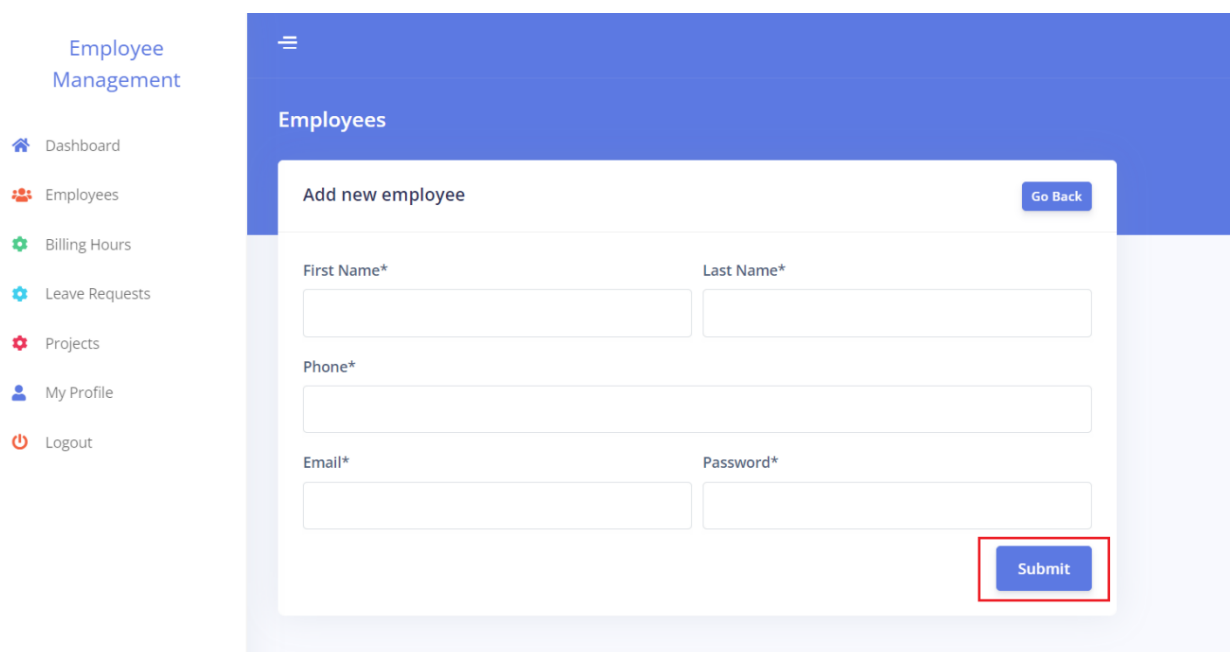 Employee
Management
Dashboard
Employees
Billing Hours
Leave Requests
Projects
My Profile
Logout
Employees
Add new employee
Go Back
First Name*
Last Name*
Phone*
Email*
Password*
Submit